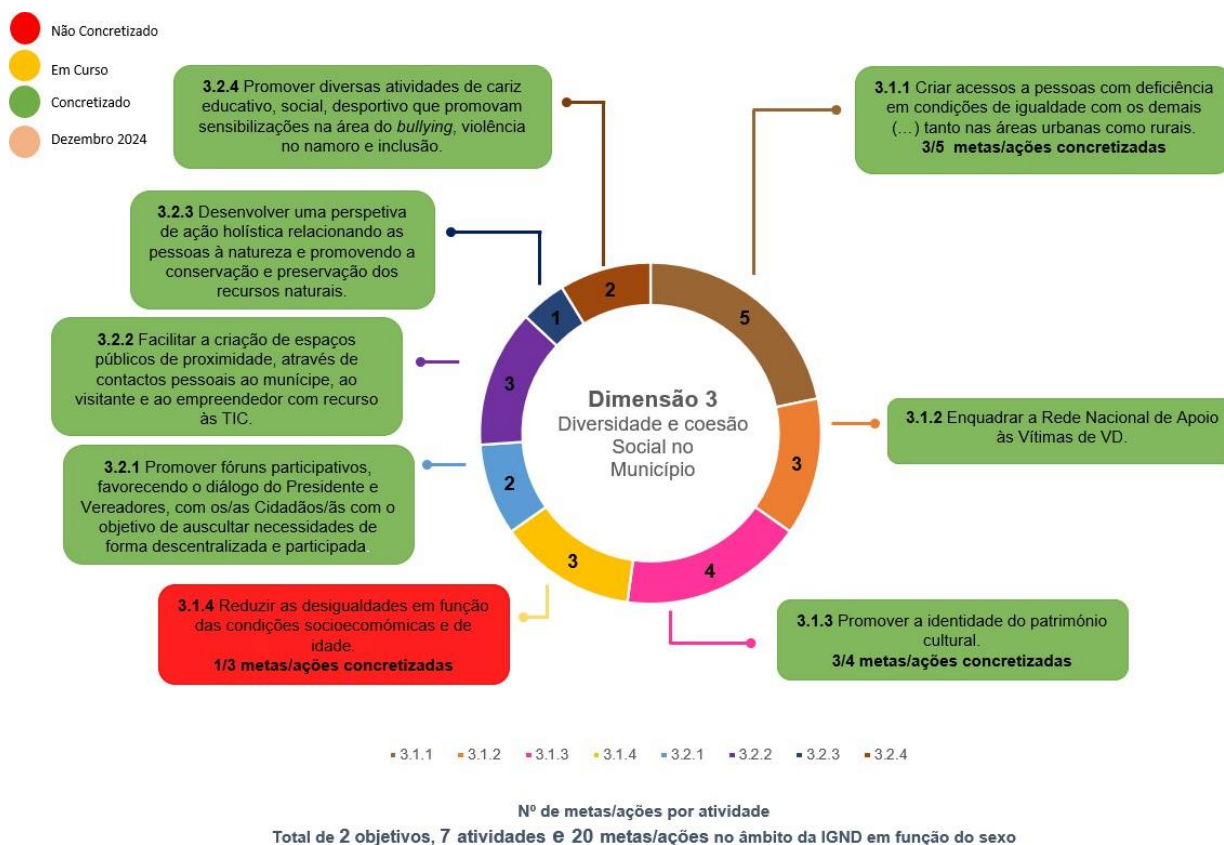 Não Concretizado
Em Curso
Concretizado
Dezembro 2024
3.2.4 Promover diversas atividades de cariz
educativo, social, desportivo que promovam
sensibilizações na área do bullying, violência
no namoro e inclusão.
3.1.1 Criar acessos a pessoas com deficiência
em condições de igualdade com os demais
(…) tanto nas áreas urbanas como rurais.
3/5 metas/ações concretizadas
3.2.3 Desenvolver uma perspetiva
de ação holística relacionando as
pessoas à natureza e promovendo a
conservação e preservação dos
recursos naturais.
3.2.2 Facilitar a criação de espaços
públicos de proximidade, através de
contactos pessoais ao munícipe, ao
visitante e ao empreendedor com recurso
às TIC.
3.2.1 Promover fóruns participativos,
favorecendo o diálogo do Presidente e
Vereadores, com os/as Cidadãos/ãs com o
objetivo de auscultar necessidades de
forma descentralizada e participada.
3.1.4 Reduzir as desigualdades em função
das condições socioecomómicas e de
idade.
1/3 metas/ações concretizadas
2
1
5
3
3
2
3
4
Dimensão 3
Diversidade e coesão
Social no
Município
3.1.2 Enquadrar a Rede Nacional de Apoio
às Vítimas de VD.
3.1.3 Promover a identidade do património
cultural.
3/4 metas/ações concretizadas
3.1.1 3.1.2 3.1.3 3.1.4 3.2.1 3.2.2 3.2.3 3.2.4
Nº de metas/ações por atividade
Total de 2 objetivos, 7 atividades e 20 metas/ações no âmbito da IGND em função do sexo